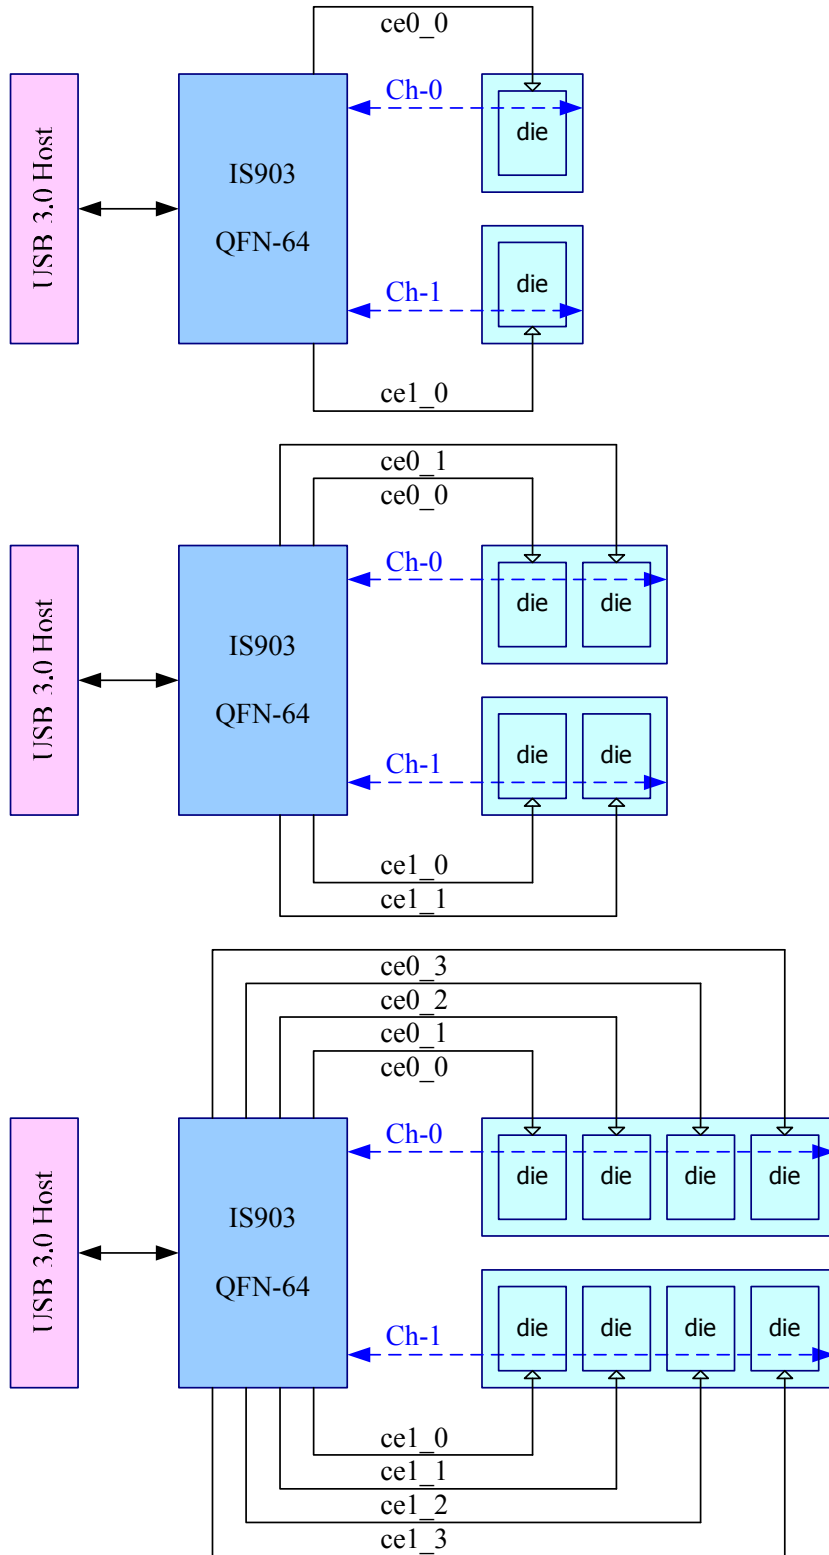 ce0_0
Ch-0
die
USB 3.0 Host
IS903
QFN-64
die
Ch-1
ce1_0
ce0_1
ce0_0
Ch-0
die die
USB 3.0 Host
IS903
QFN-64
die die
Ch-1
ce1_0
ce1_1
ce0_3
ce0_2
ce0_1
ce0_0
Ch-0
die die die die
USB 3.0 Host
IS903
QFN-64
die die die die
Ch-1
ce1_0
ce1_1
ce1_2
ce1_3